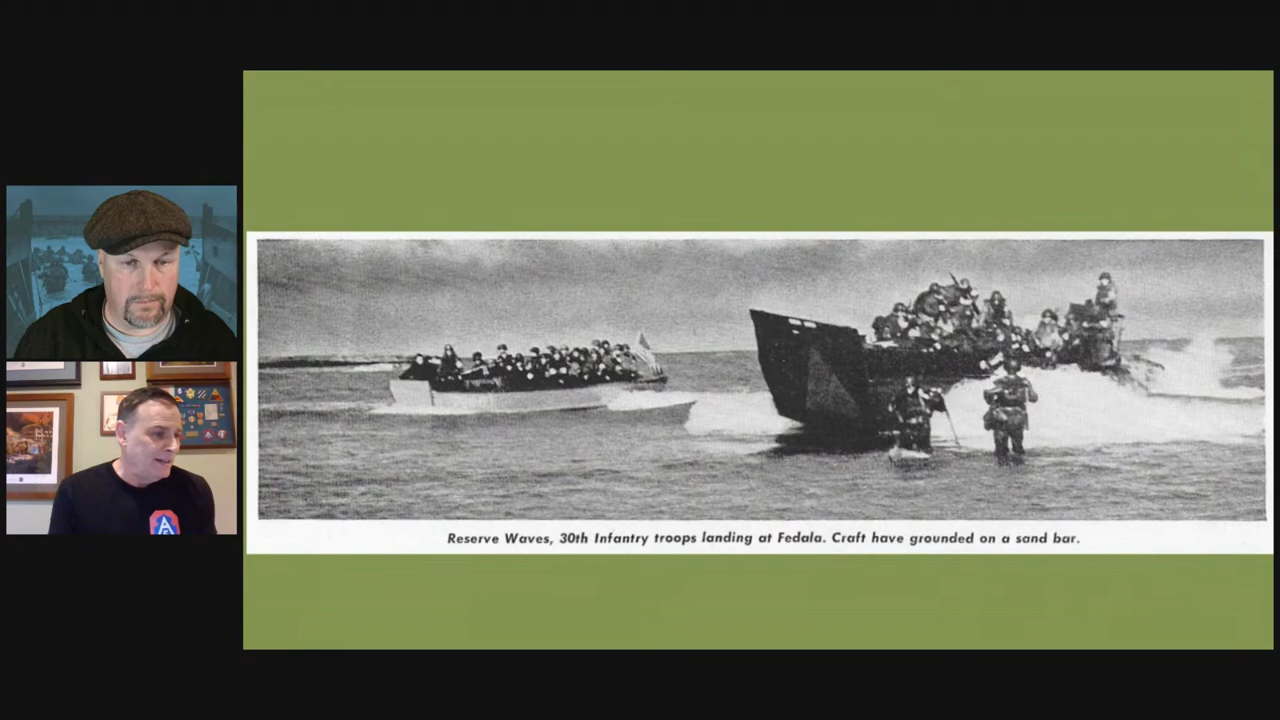 Reserve Waves, 30th Infantry troops landing at Fedala. Craft have grounded on a sand bar.
A